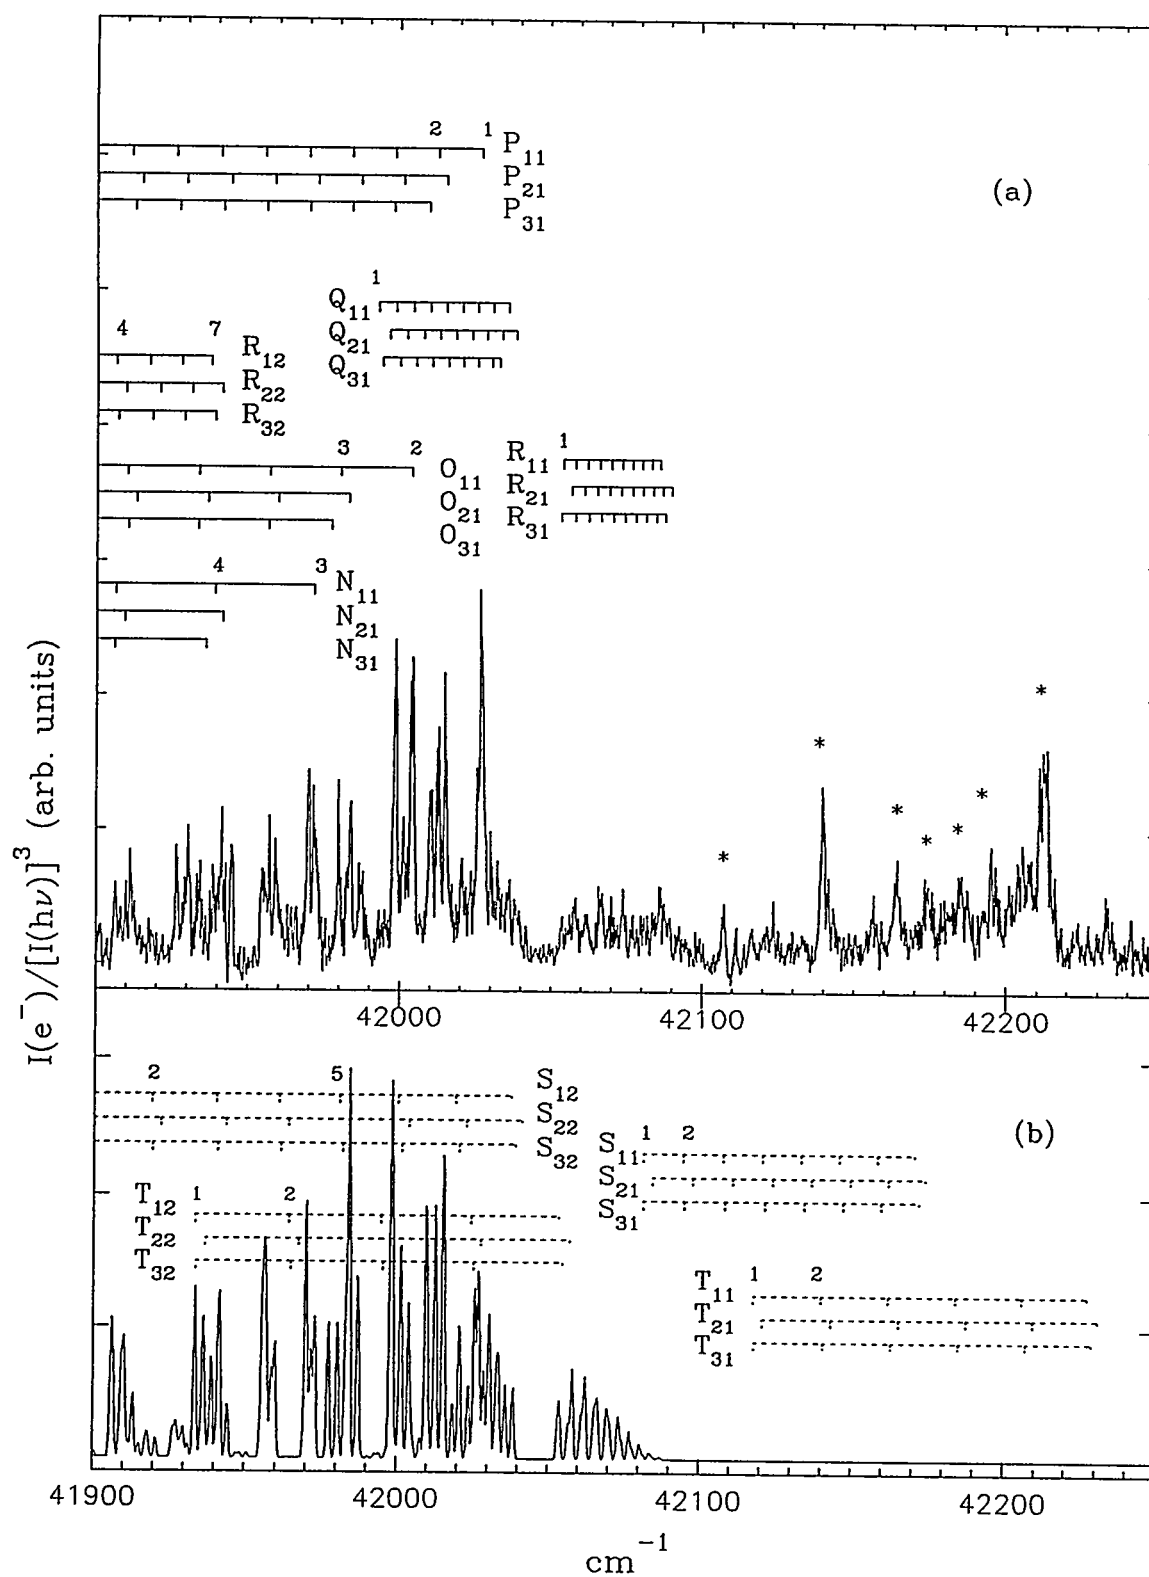 2 1 P11
P21
P31
(a)
1
Q11
Q21
Q31
4 7
R12
R22
R32
3 2
O11
O21
O31
1
R11
R21
R31
4 3
N11
N21
N31
* * * * * * *
I(e⁻)/[I(hν)]³ (arb. units)
42000 42100 42200
2 5 S12
S22
S32
(b)
1 2
S11
S21
S31
1 2
T12
T22
T32
1 2
T11
T21
T31
41900 42000 42100 42200
cm⁻¹